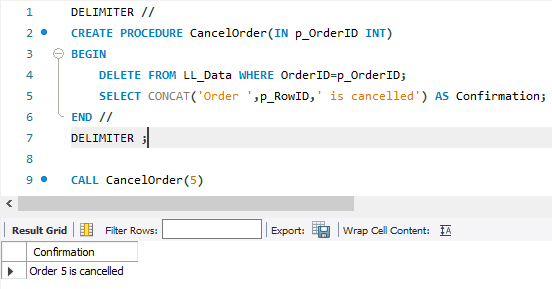 1 DELIMITER //
2 CREATE PROCEDURE CancelOrder(IN p_OrderID INT)
3 BEGIN
4 DELETE FROM LL_Data WHERE OrderID=p_OrderID;
5 SELECT CONCAT('Order ',p_RowID,' is cancelled') AS Confirmation;
6 END //
7 DELIMITER ;
8
9 CALL CancelOrder(5)
Result Grid Filter Rows: Export: Wrap Cell Content: IA
Confirmation
Order 5 is cancelled